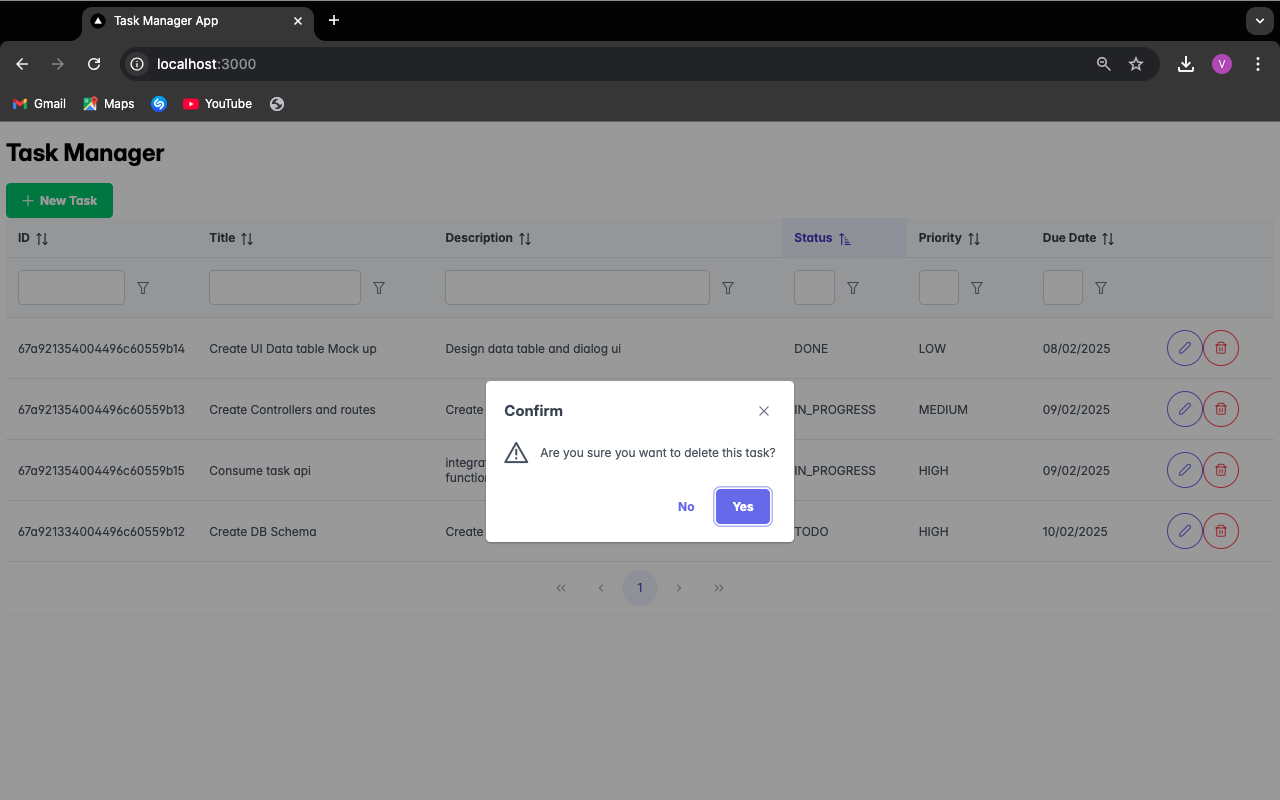 Task Manager App
localhost:3000
V
Gmail Maps YouTube
Task Manager
+ New Task
ID Title Description Status Priority Due Date
67a921354004496c60559b14 Create UI Data table Mock up Design data table and dialog ui DONE LOW 08/02/2025
67a921354004496c60559b13 Create Controllers and routes Create IN_PROGRESS MEDIUM 09/02/2025
67a921354004496c60559b15 Consume task api IN_PROGRESS HIGH 09/02/2025
67a921334004496c60559b12 Create DB Schema Create TODO HIGH 10/02/2025
Confirm
Are you sure you want to delete this task?
No Yes
« ‹ 1 › »